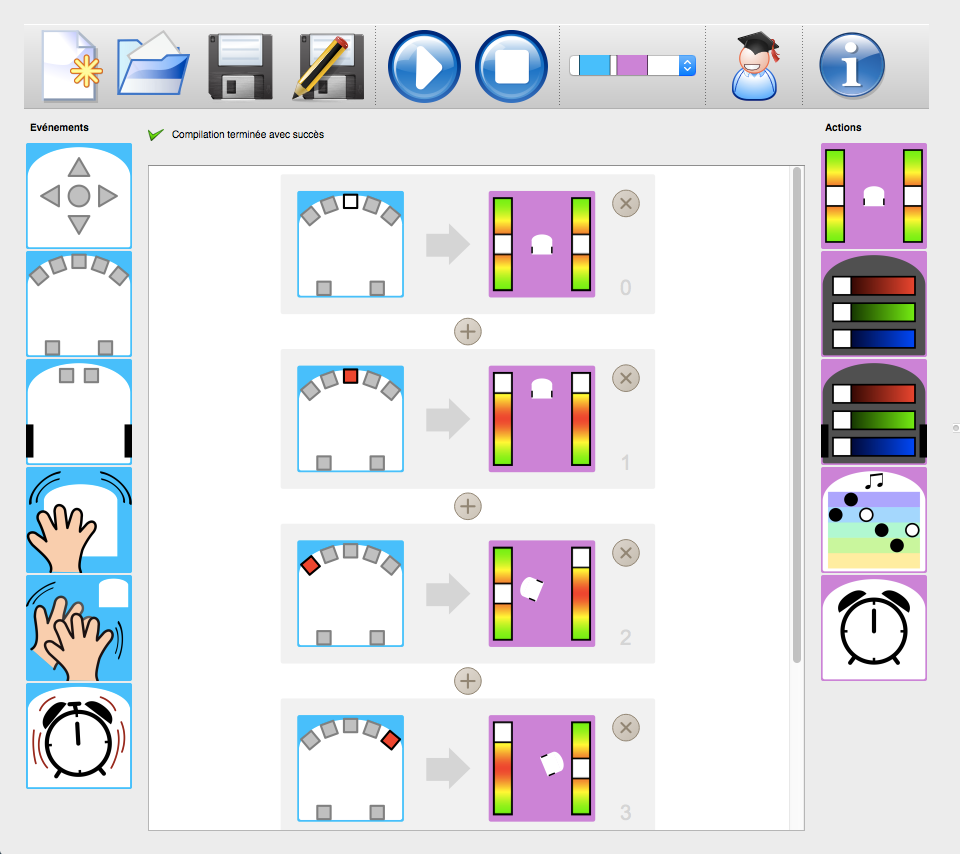 Evénements
Compilation terminée avec succès
Actions
0
1
2
3